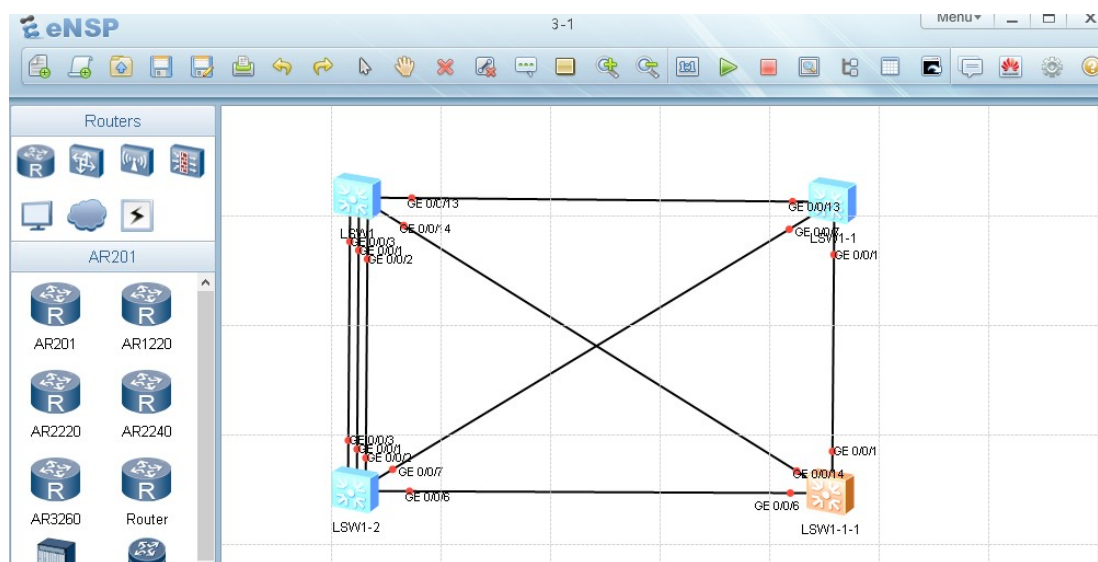 eNSP
3-1
Menu
Routers
R
AR201
R
R
AR201
AR1220
R
R
AR2220
AR2240
R
R
AR3260
Router
GE 0/0/13
GE 0/0/13
LSW1
GE 0/0/14
GE 0/0/7
LSW1-1
GE 0/0/3
GE 0/0/1
GE 0/0/2
GE 0/0/1
GE 0/0/3
GE 0/0/1
GE 0/0/2
GE 0/0/1
GE 0/0/7
GE 0/0/14
GE 0/0/6
GE 0/0/6
LSW1-2
LSW1-1-1